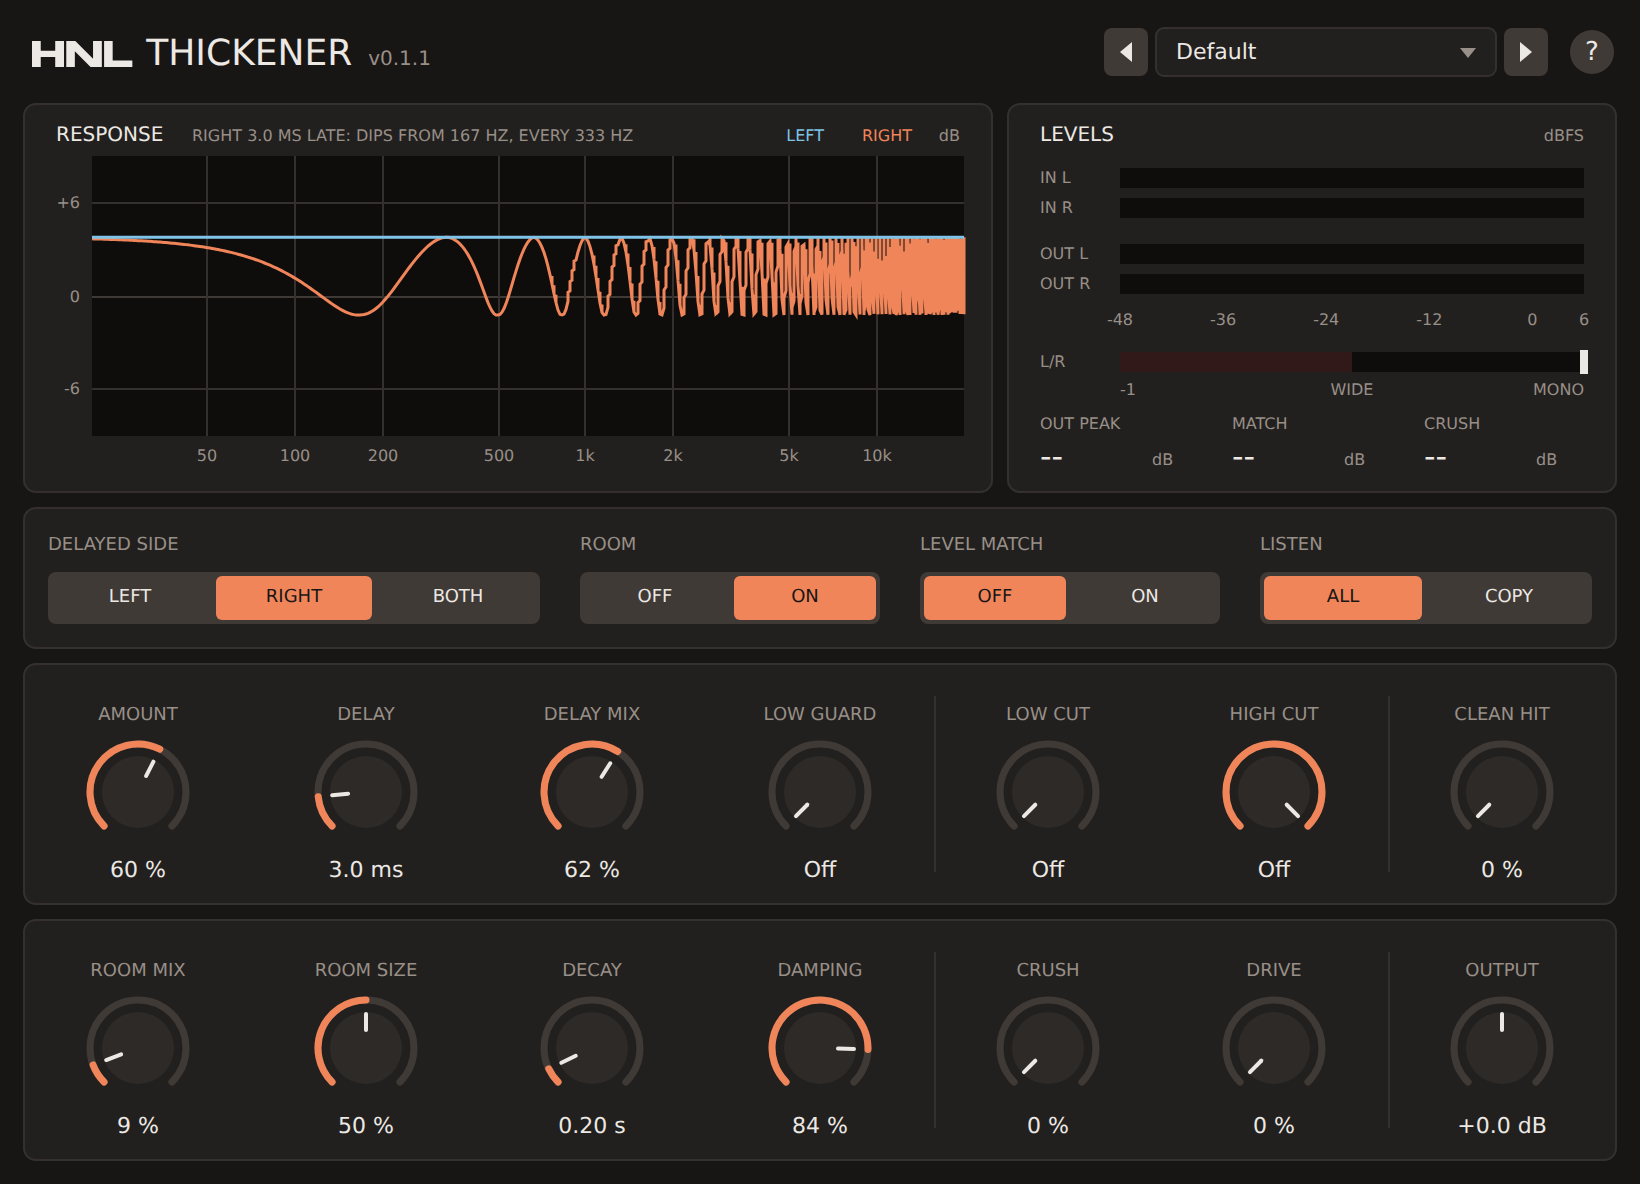 HNL THICKENER v0.1.1
Default
?
RESPONSE RIGHT 3.0 MS LATE: DIPS FROM 167 HZ, EVERY 333 HZ LEFT RIGHT dB
+6
0
-6
50 100 200 500 1k 2k 5k 10k
LEVELS dBFS
IN L
IN R
OUT L
OUT R
-48 -36 -24 -12 0 6
L/R
-1 WIDE MONO
OUT PEAK MATCH CRUSH
-- dB -- dB -- dB
DELAYED SIDE ROOM LEVEL MATCH LISTEN
LEFT RIGHT BOTH OFF ON OFF ON ALL COPY
AMOUNT DELAY DELAY MIX LOW GUARD LOW CUT HIGH CUT CLEAN HIT
60 % 3.0 ms 62 % Off Off Off 0 %
ROOM MIX ROOM SIZE DECAY DAMPING CRUSH DRIVE OUTPUT
9 % 50 % 0.20 s 84 % 0 % 0 % +0.0 dB